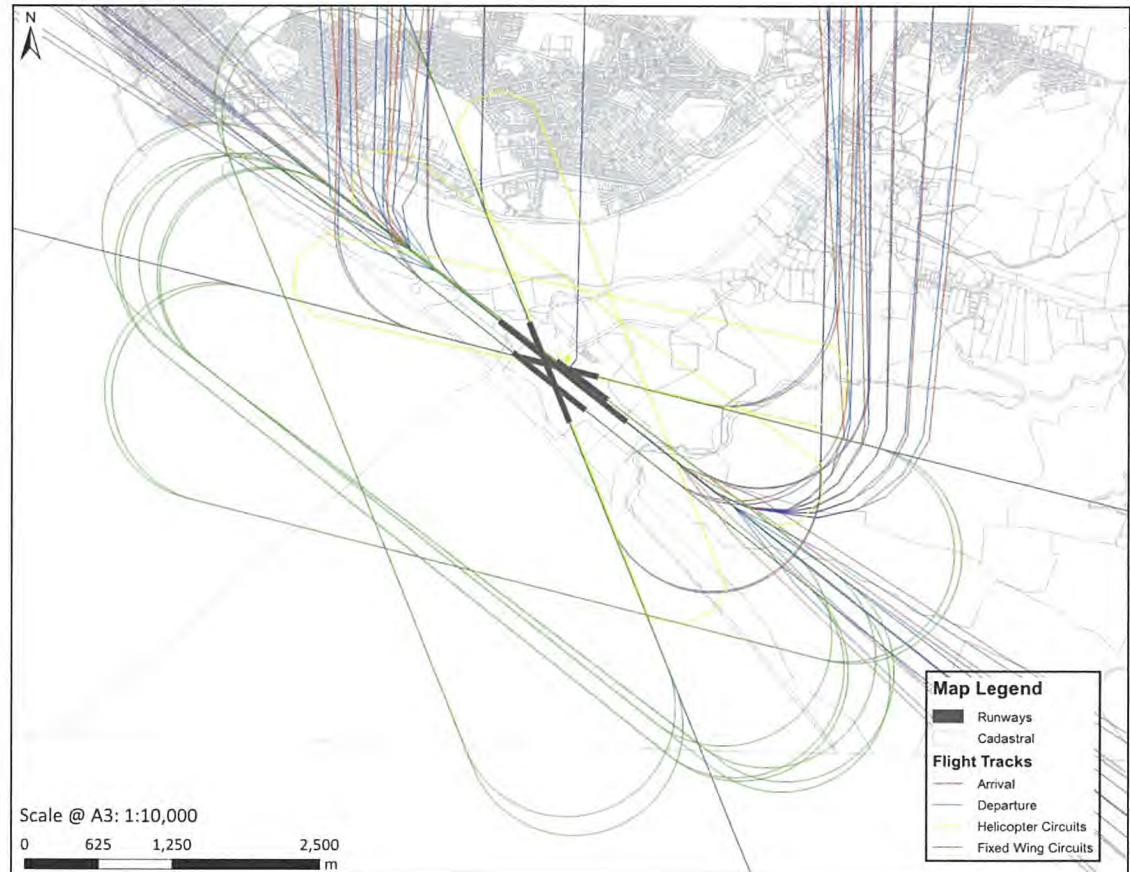 N
Map Legend
Runways
Cadastral
Flight Tracks
Arrival
Departure
Helicopter Circuits
Fixed Wing Circuits
Scale @ A3: 1:10,000
0 625 1,250 2,500
m